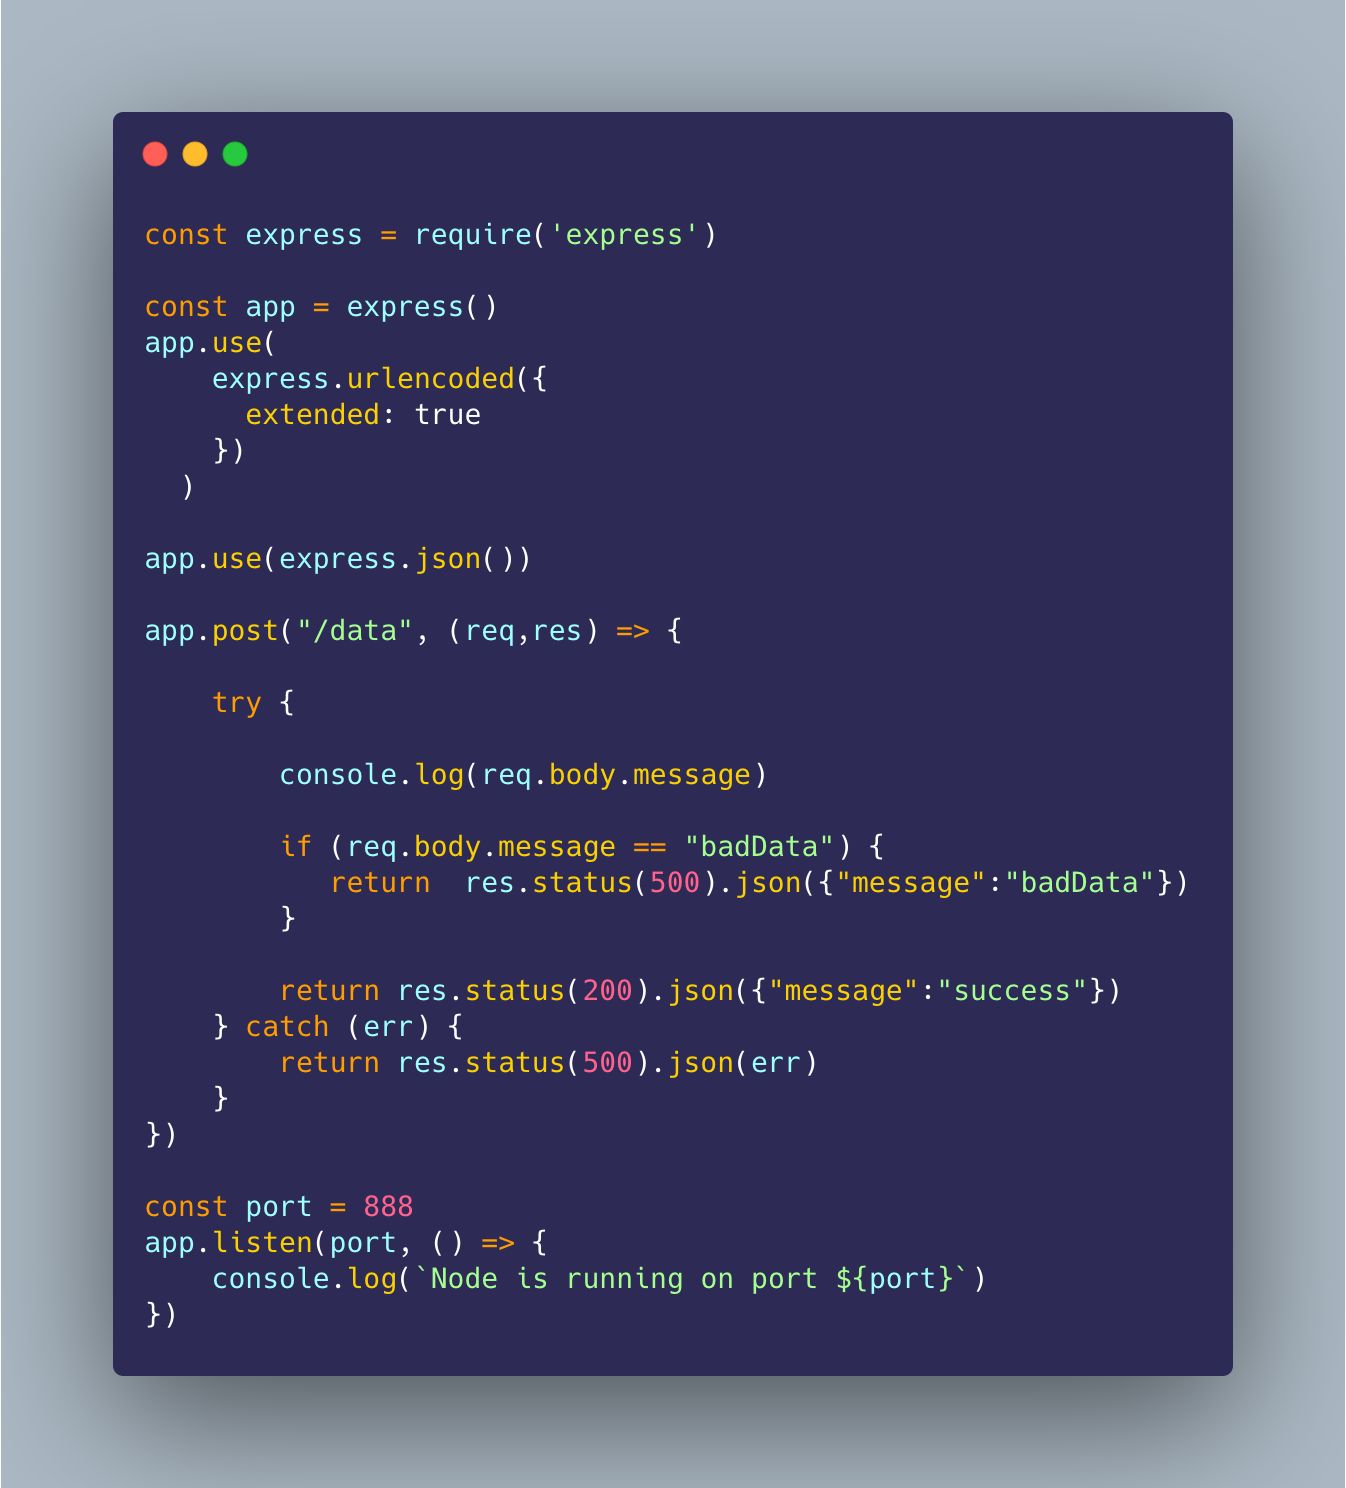 const express = require('express')

const app = express()
app.use(
    express.urlencoded({
      extended: true
    })
  )

app.use(express.json())

app.post("/data", (req,res) => {

    try {

        console.log(req.body.message)

        if (req.body.message == "badData") {
           return  res.status(500).json({"message":"badData"})
        }

        return res.status(200).json({"message":"success"})
    } catch (err) {
        return res.status(500).json(err)
    }
})

const port = 888
app.listen(port, () => {
    console.log(`Node is running on port ${port}`)
})